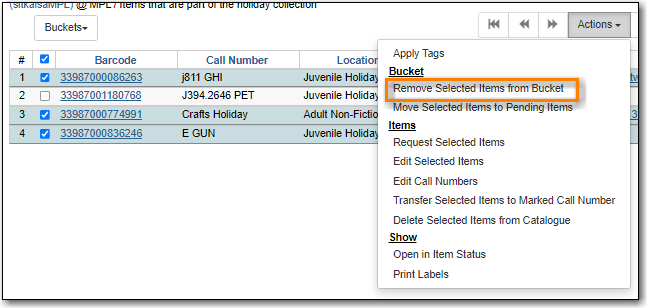 (sitkalsaMPL) @ MPL / Items that are part of the holiday collection
Buckets
Actions
# Barcode Call Number Location
1 33987000086263 j811 GHI Juvenile Holiday
2 33987001180768 J394.2646 PET Juvenile Holiday
3 33987000774991 Crafts Holiday Adult Non-Fiction
4 33987000836246 E GUN Juvenile Holiday
Apply Tags
Bucket
Remove Selected Items from Bucket
Move Selected Items to Pending Items
Items
Request Selected Items
Edit Selected Items
Edit Call Numbers
Transfer Selected Items to Marked Call Number
Delete Selected Items from Catalogue
Show
Open in Item Status
Print Labels